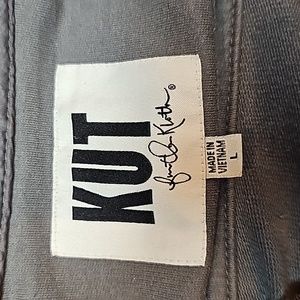 KUT
from the Kloth®
MADE IN
VIETNAM
L